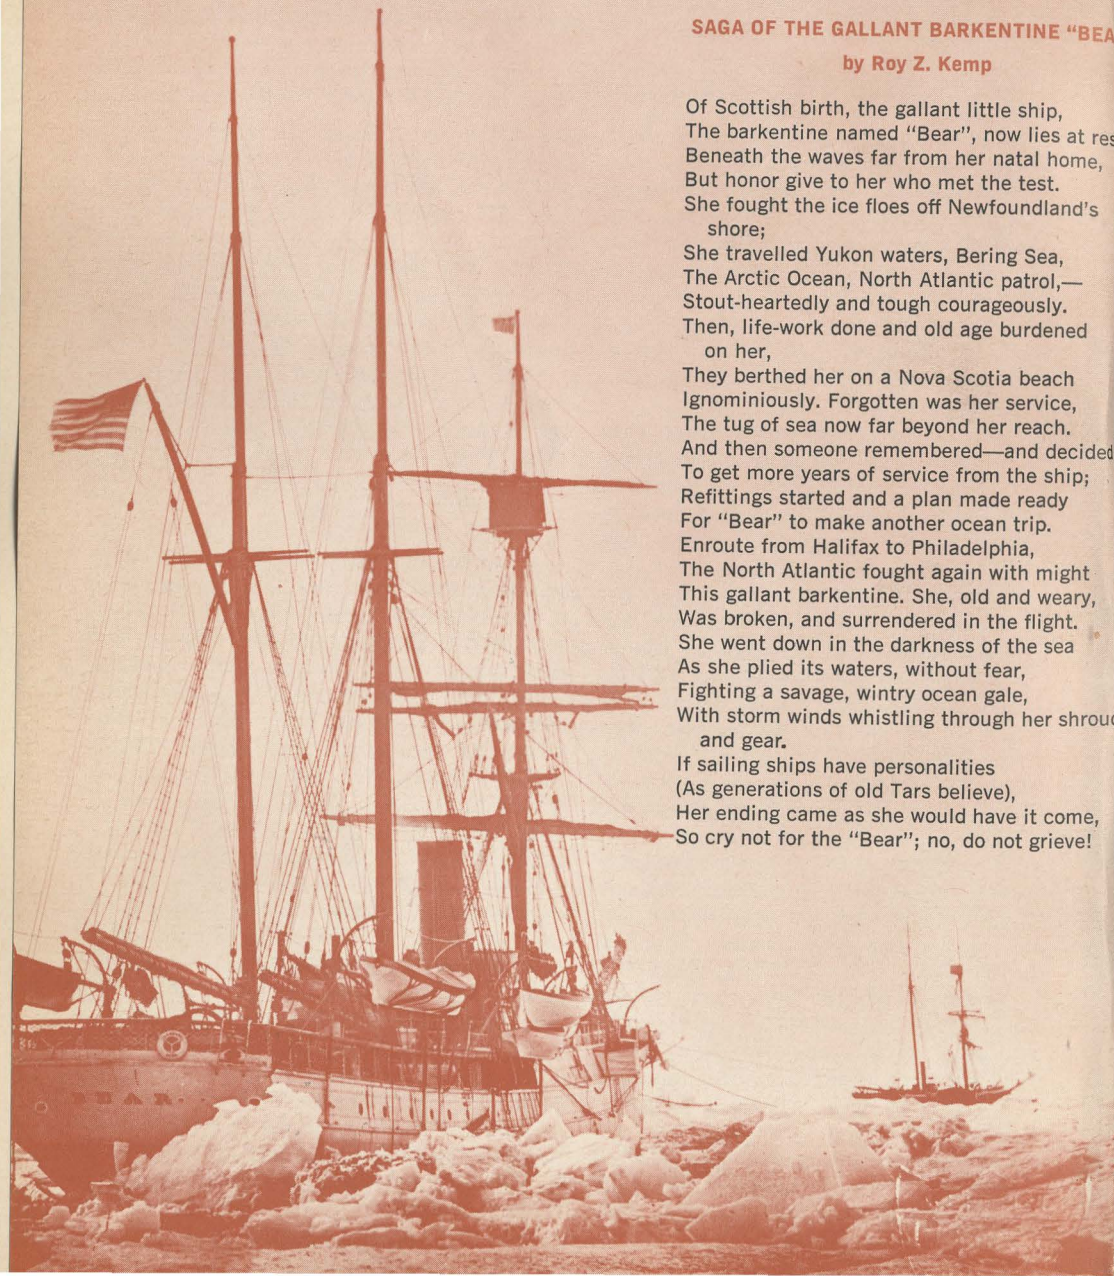 SAGA OF THE GALLANT BARKENTINE “BEA
by Roy Z. Kemp
Of Scottish birth, the gallant little ship,
The barkentine named “Bear”, now lies at res
Beneath the waves far from her natal home,
But honor give to her who met the test.
She fought the ice floes off Newfoundland’s
shore;
She travelled Yukon waters, Bering Sea,
The Arctic Ocean, North Atlantic patrol,—
Stout-heartedly and tough courageously.
Then, life-work done and old age burdened
on her,
They berthed her on a Nova Scotia beach
Ignominiously. Forgotten was her service,
The tug of sea now far beyond her reach.
And then someone remembered—and decided
To get more years of service from the ship;
Refittings started and a plan made ready
For “Bear” to make another ocean trip.
Enroute from Halifax to Philadelphia,
The North Atlantic fought again with might
This gallant barkentine. She, old and weary,
Was broken, and surrendered in the flight.
She went down in the darkness of the sea
As she plied its waters, without fear,
Fighting a savage, wintry ocean gale,
With storm winds whistling through her shrou
and gear.
If sailing ships have personalities
(As generations of old Tars believe),
Her ending came as she would have it come,
So cry not for the “Bear”; no, do not grieve!
BEAR